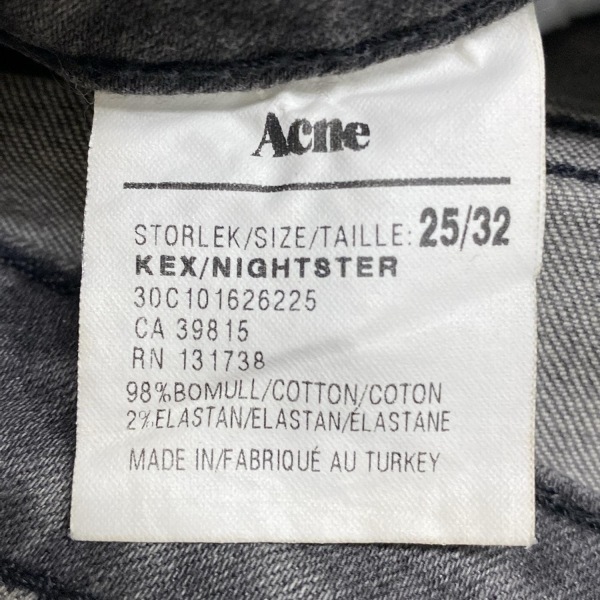 Acne
STORLEK/SIZE/TAILLE: 25/32
KEX/NIGHTSTER
30C101626225
CA 39815
RN 131738
98%BOMULL/COTTON/COTON
2%ELASTAN/ELASTAN/ÉLASTANE
MADE IN/FABRIQUÉ AU TURKEY